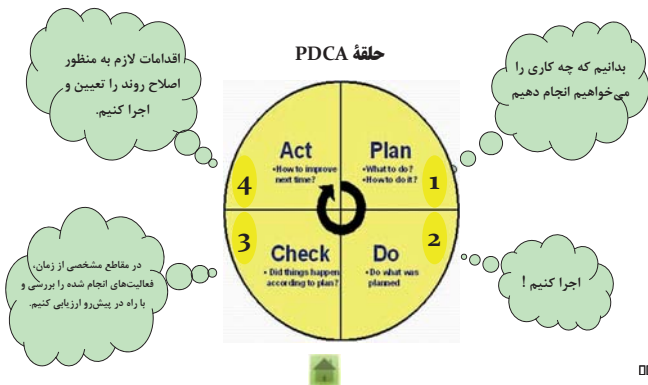 حلقهٔ PDCA
بدانیم که چه کاری را
می‌خواهیم انجام دهیم
اقدامات لازم به منظور
اصلاح روند را تعیین و
اجرا کنیم.
Act
•How to improve
next time?
4
Plan
•What to do?
•How to do it?
1
3
Check
• Did things happen
according to plan?
2
Do
•Do what was
planned
در مقاطع مشخصی از زمان،
فعالیت‌های انجام شده را بررسی و
با راه در پیش‌رو ارزیابی کنیم.
اجرا کنیم !